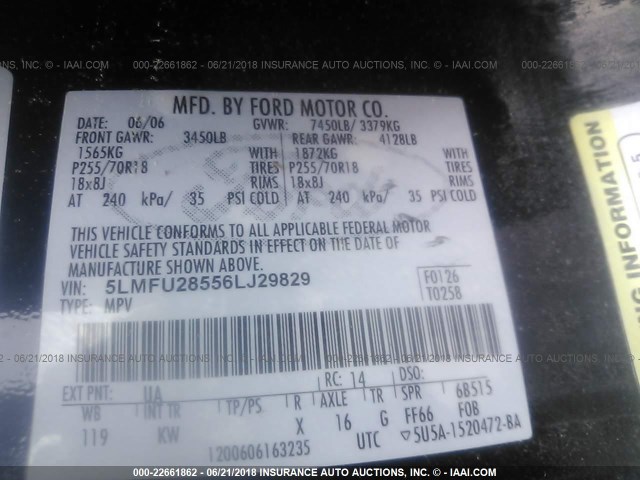 000-22661862 - 06/21/2018 - INSURANCE AUTO AUCTIONS, INC. - IAAI.COM
MFD. BY FORD MOTOR CO.
DATE: 06/06 GVWR: 7450LB/ 3379KG
FRONT GAWR: 3450LB REAR GAWR: 4128LB
1565KG WITH 1872KG WITH
P255/70R18 TIRES P255/70R18 TIRES
18x8J RIMS 18x8J RIMS
AT 240 kPa/ 35 PSI COLD AT 240 kPa/ 35 PSI COLD
THIS VEHICLE CONFORMS TO ALL APPLICABLE FEDERAL MOTOR
VEHICLE SAFETY STANDARDS IN EFFECT ON THE DATE OF
MANUFACTURE SHOWN ABOVE.
VIN: 5LMFU28556LJ29829 F0126
TYPE: MPV T0258
EXT PNT: UA RC: 14 DSO:
WB INT TR TP/PS R AXLE TR SPR 6B515
119 KW X 16 G FF66 FOB
1200606163235 UTC 5U5A-1520472-BA
NG INFORMATION
000-22661862 - 06/21/2018 - INSURANCE AUTO AUCTIONS, INC. - IAAI.COM